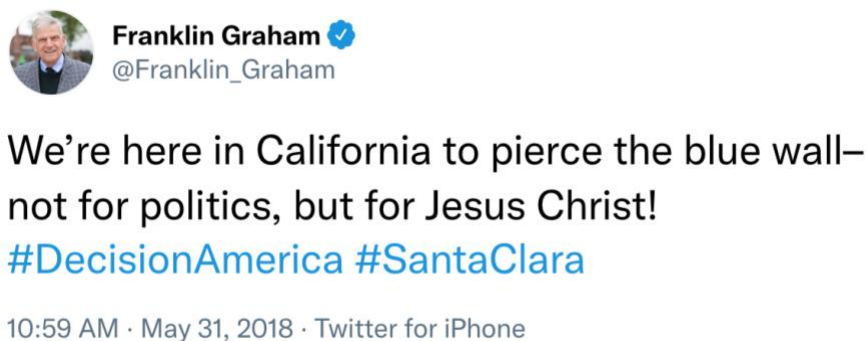 Franklin Graham
@Franklin_Graham
We’re here in California to pierce the blue wall–
not for politics, but for Jesus Christ!
#DecisionAmerica #SantaClara
10:59 AM · May 31, 2018 · Twitter for iPhone